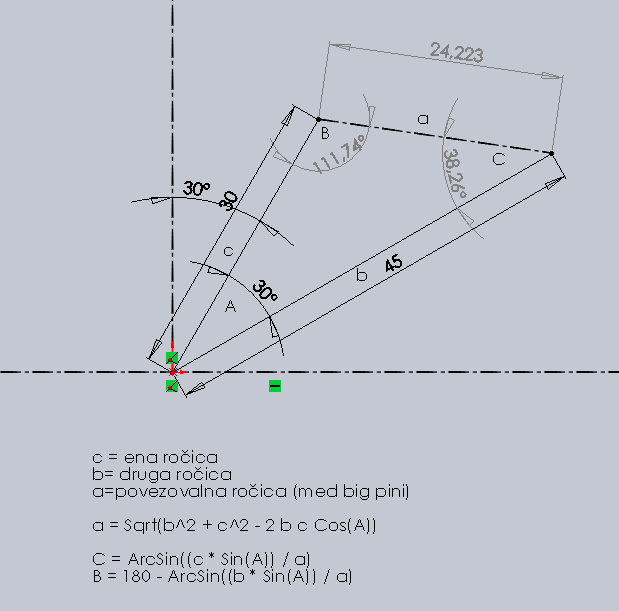 24,223
a
B
C
111,74°
38,26°
30°
30
c
30°
A
b
45
c = ena ročica
b= druga ročica
a=povezovalna ročica (med big pini)
a = Sqrt(b^2 + c^2 - 2 b c Cos(A))
C = ArcSin((c * Sin(A)) / a)
B = 180 - ArcSin((b * Sin(A)) / a)